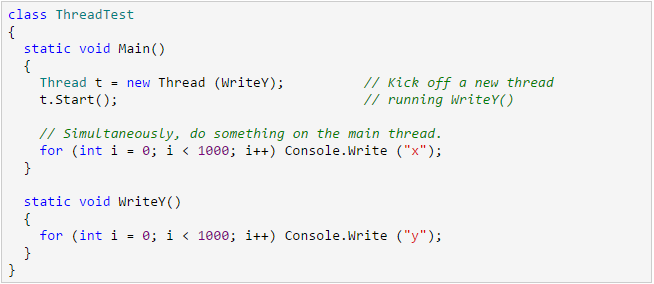 class ThreadTest
{
  static void Main()
  {
    Thread t = new Thread (WriteY);          // Kick off a new thread
    t.Start();                               // running WriteY()

    // Simultaneously, do something on the main thread.
    for (int i = 0; i < 1000; i++) Console.Write ("x");
  }

  static void WriteY()
  {
    for (int i = 0; i < 1000; i++) Console.Write ("y");
  }
}